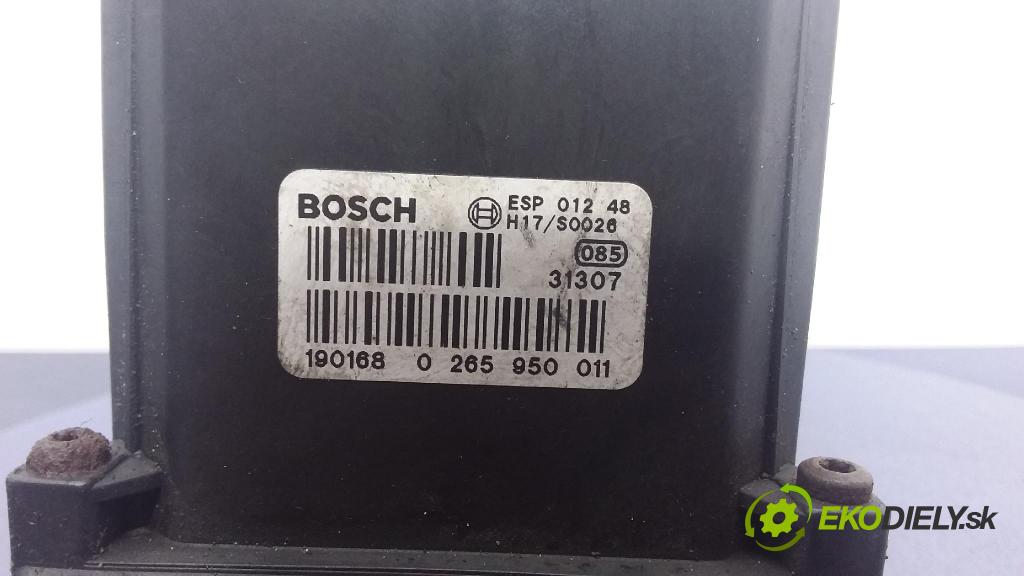 BOSCH ESP 012 48
H17/S0026
085
31307
190168 0 265 950 011
EKODIELY.sk